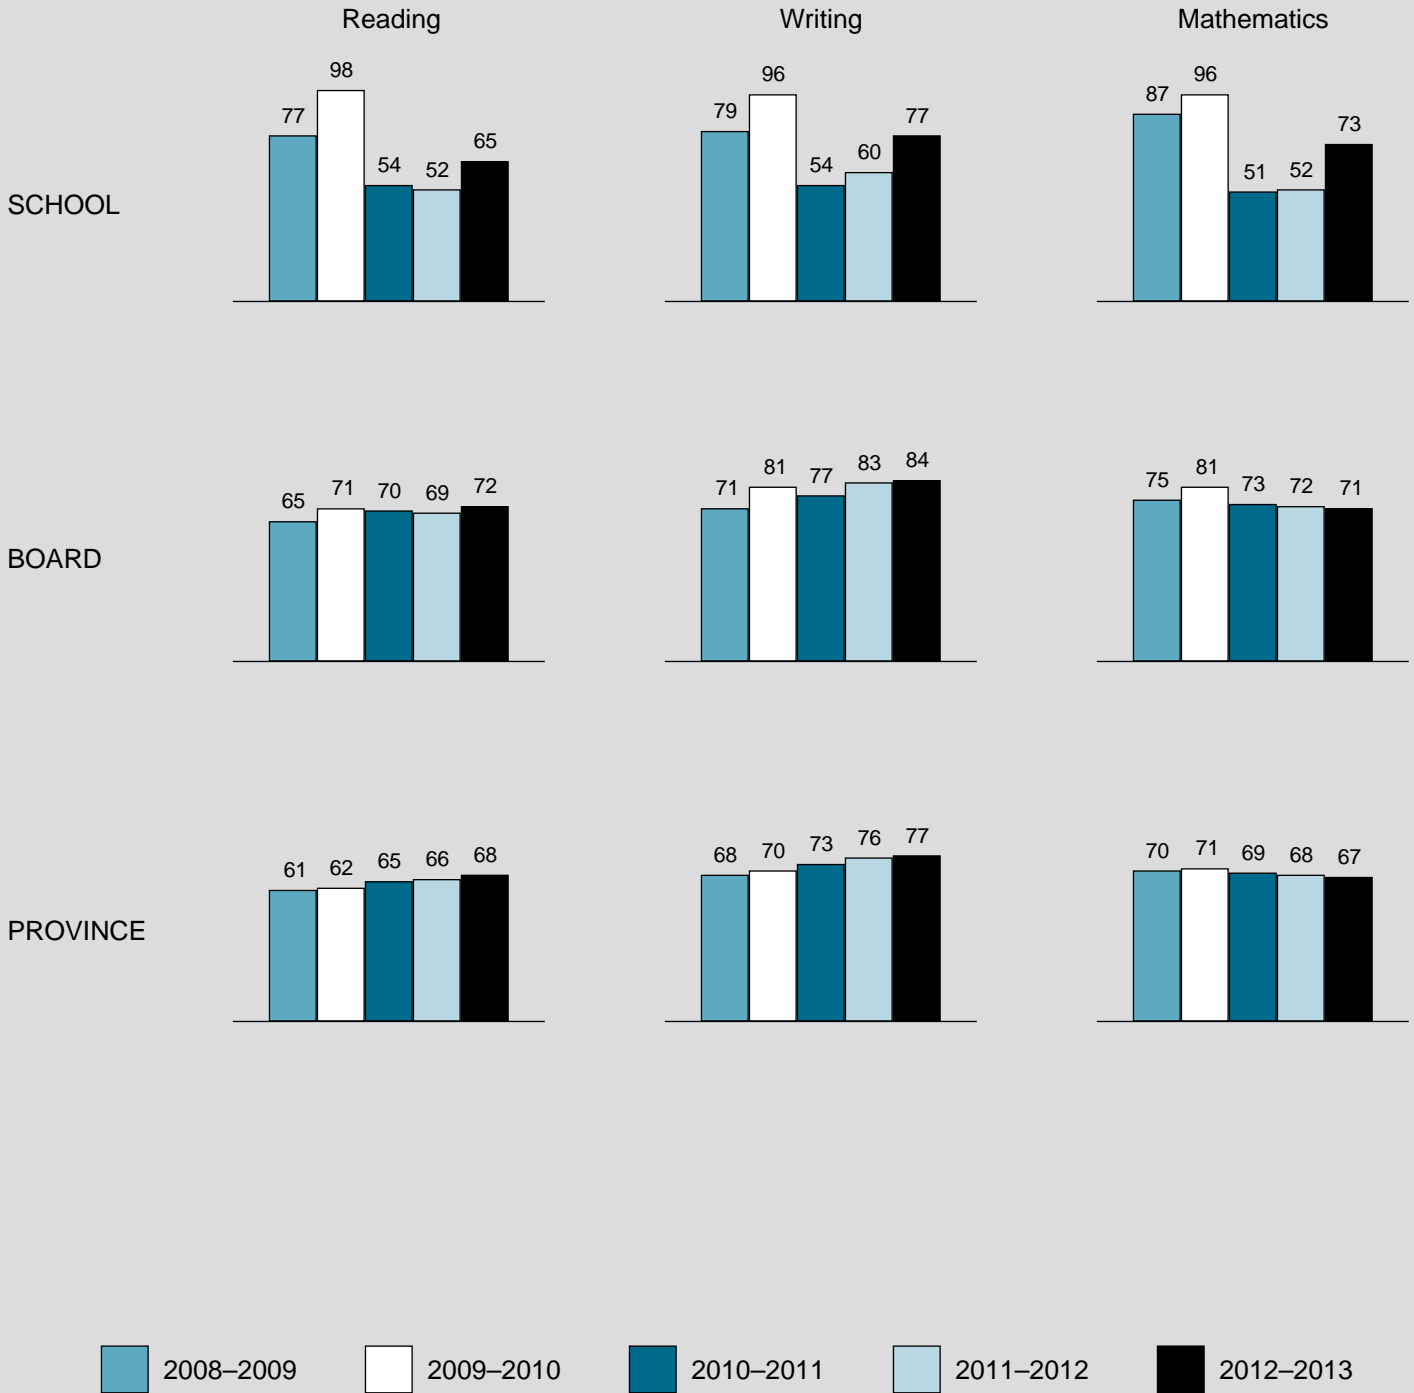 Reading Writing Mathematics
SCHOOL
77 98 54 52 65
79 96 54 60 77
87 96 51 52 73
BOARD
65 71 70 69 72
71 81 77 83 84
75 81 73 72 71
PROVINCE
61 62 65 66 68
68 70 73 76 77
70 71 69 68 67
2008–2009 2009–2010 2010–2011 2011–2012 2012–2013